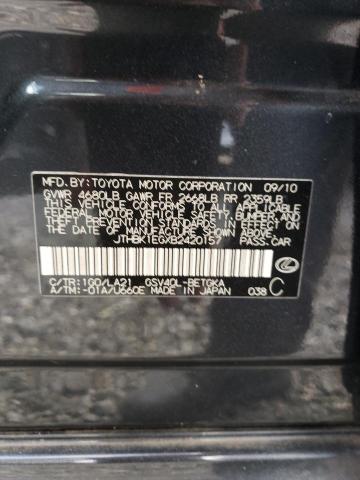 MFD.BY:TOYOTA MOTOR CORPORATION 09/10
GVWR 4680LB GAWR FR 2668LB RR 2359LB
THIS VEHICLE CONFORMS TO ALL APPLICABLE
FEDERAL MOTOR VEHICLE SAFETY, BUMPER, AND
THEFT PREVENTION STANDARDS IN EFFECT ON
THE DATE OF MANUFACTURE SHOWN ABOVE.
JTHBK1EGXB2420157 PASS.CAR
C/TR:1G0/LA21 GSV40L-BETGKA
A/TM:-01A/U660E MADE IN JAPAN 038 C